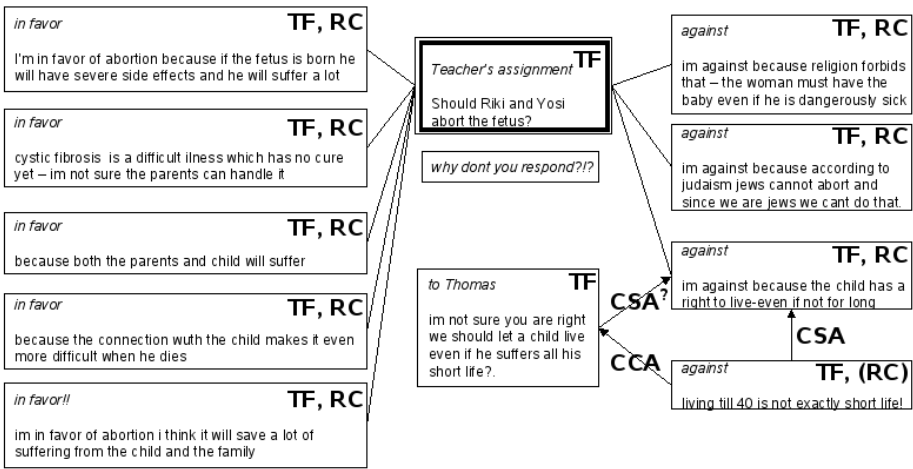 in favor
TF, RC
I'm in favor of abortion because if the fetus is born he
will have severe side effects and he will suffer a lot
in favor
TF, RC
cystic fibrosis is a difficult ilness which has no cure
yet – im not sure the parents can handle it
in favor
TF, RC
because both the parents and child will suffer
in favor
TF, RC
because the connection wuth the child makes it even
more difficult when he dies
in favor!!
TF, RC
im in favor of abortion i think it will save a lot of
suffering from the child and the family
Teacher's assignment
TF
Should Riki and Yosi
abort the fetus?
why dont you respond?!?
to Thomas
TF
im not sure you are right
we should let a child live
even if he suffers all his
short life?.
CSA?
CCA
against
TF, RC
im against because religion forbids
that – the woman must have the
baby even if he is dangerously sick
against
TF, RC
im against because according to
judaism jews cannot abort and
since we are jews we cant do that.
against
TF, RC
im against because the child has a
right to live-even if not for long
CSA
against
TF, (RC)
living till 40 is not exactly short life!